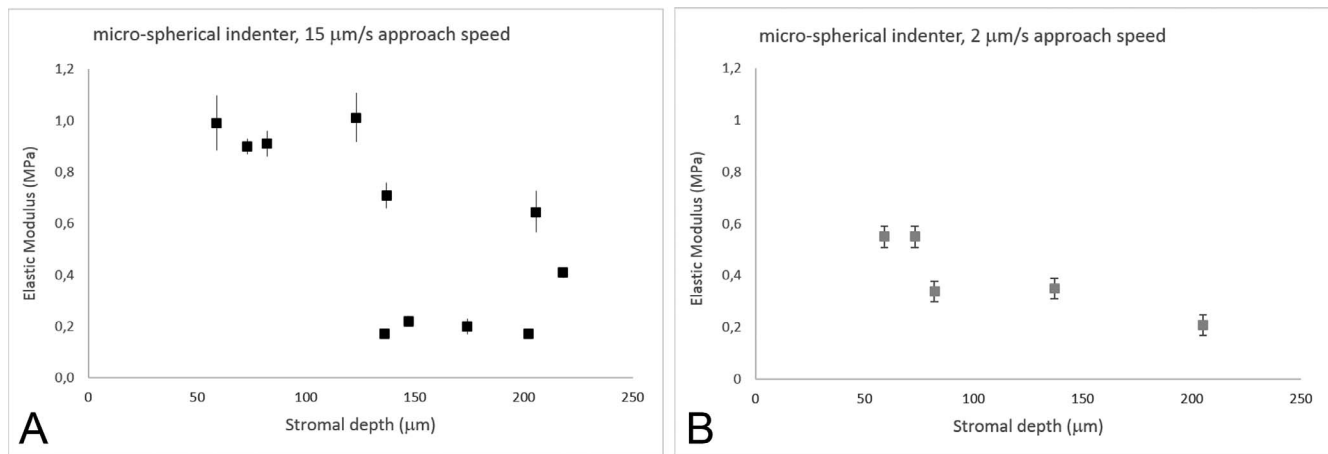 micro-spherical indenter, 15 μm/s approach speed
1,2
1,0
0,8
0,6
0,4
0,2
0,0
Elastic Modulus (MPa)
0 50 100 150 200 250
Stromal depth (μm)
A
micro-spherical indenter, 2 μm/s approach speed
1,2
1
0,8
0,6
0,4
0,2
0
Elastic Modulus (MPa)
0 50 100 150 200 250
Stromal depth (μm)
B